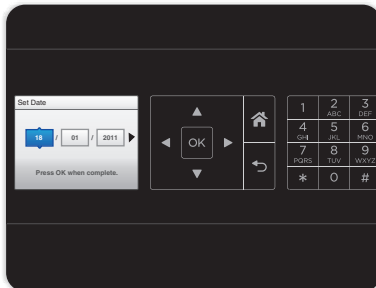 Set Date
18 / 01 / 2011
Press OK when complete.
OK
1
2 ABC
3 DEF
4 GHI
5 JKL
6 MNO
7 PQRS
8 TUV
9 WXYZ
* 0 #